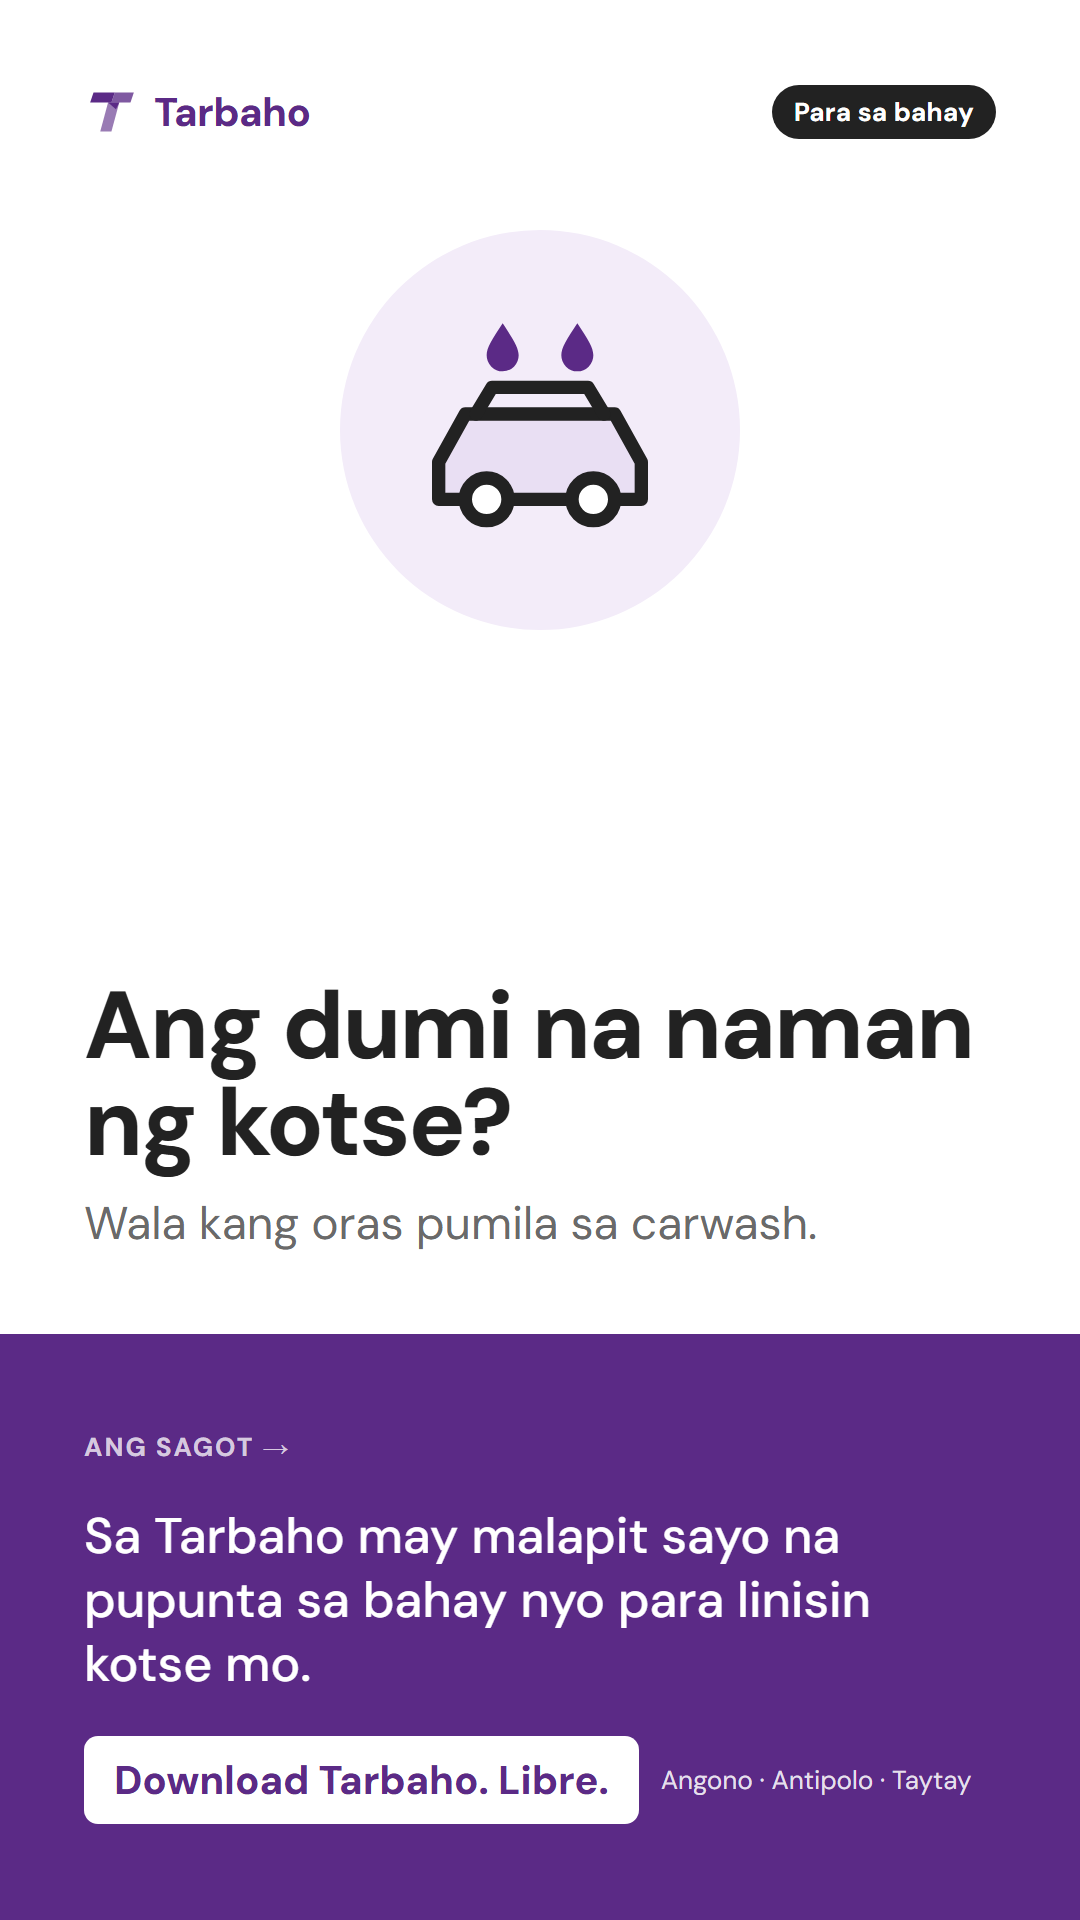 Tarbaho
Para sa bahay
Ang dumi na naman
ng kotse?
Wala kang oras pumila sa carwash.
ANG SAGOT →
Sa Tarbaho may malapit sayo na
pupunta sa bahay nyo para linisin
kotse mo.
Download Tarbaho. Libre.
Angono · Antipolo · Taytay